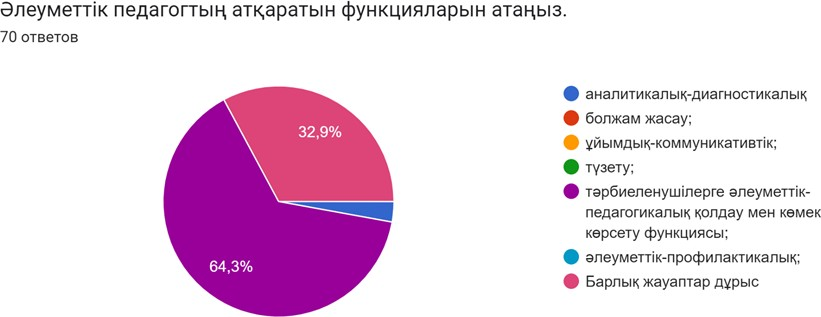 Әлеуметтік педагогтың атқаратын функцияларын атаңыз.
70 ответов
32,9%
64,3%
аналитикалық-диагностикалық
болжам жасау;
ұйымдық-коммуникативтік;
түзету;
тәрбиеленушілерге әлеуметтік-
педагогикалық қолдау мен көмек
көрсету функциясы;
әлеуметтік-профилактикалық;
Барлық жауаптар дұрыс